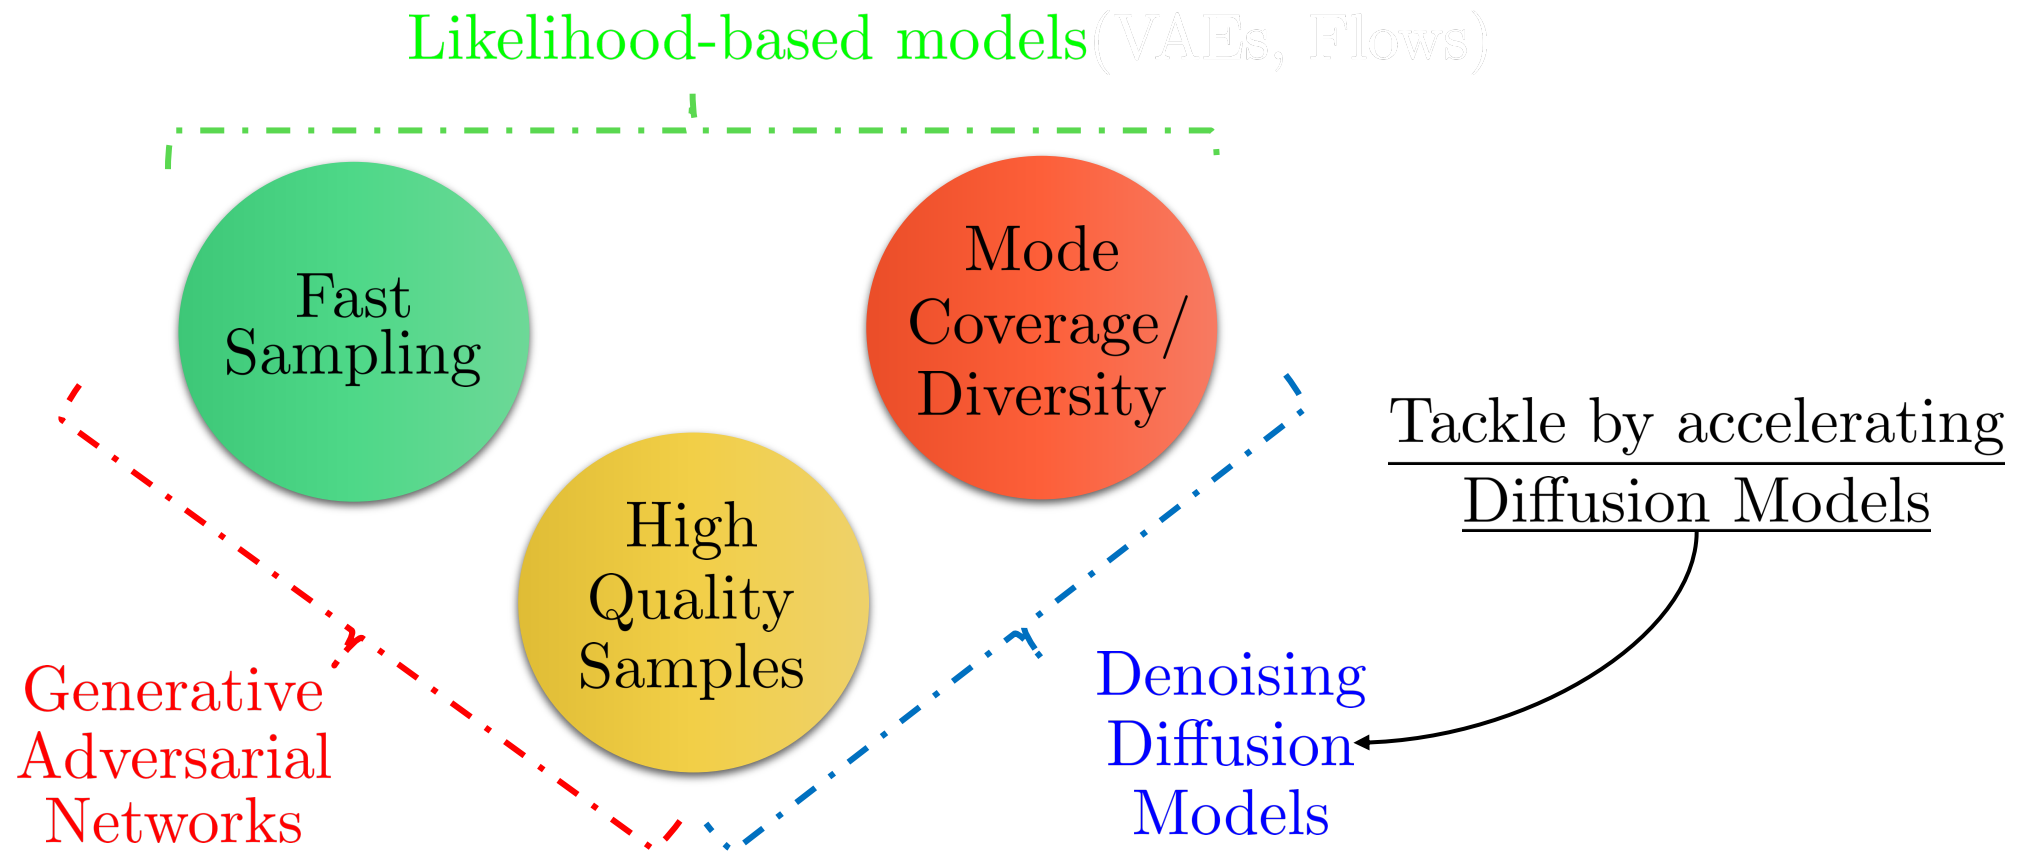 Likelihood-based models(VAEs, Flows)
Fast
Sampling
Mode
Coverage/
Diversity
High
Quality
Samples
Tackle by accelerating
Diffusion Models
Generative
Adversarial
Networks
Denoising
Diffusion
Models